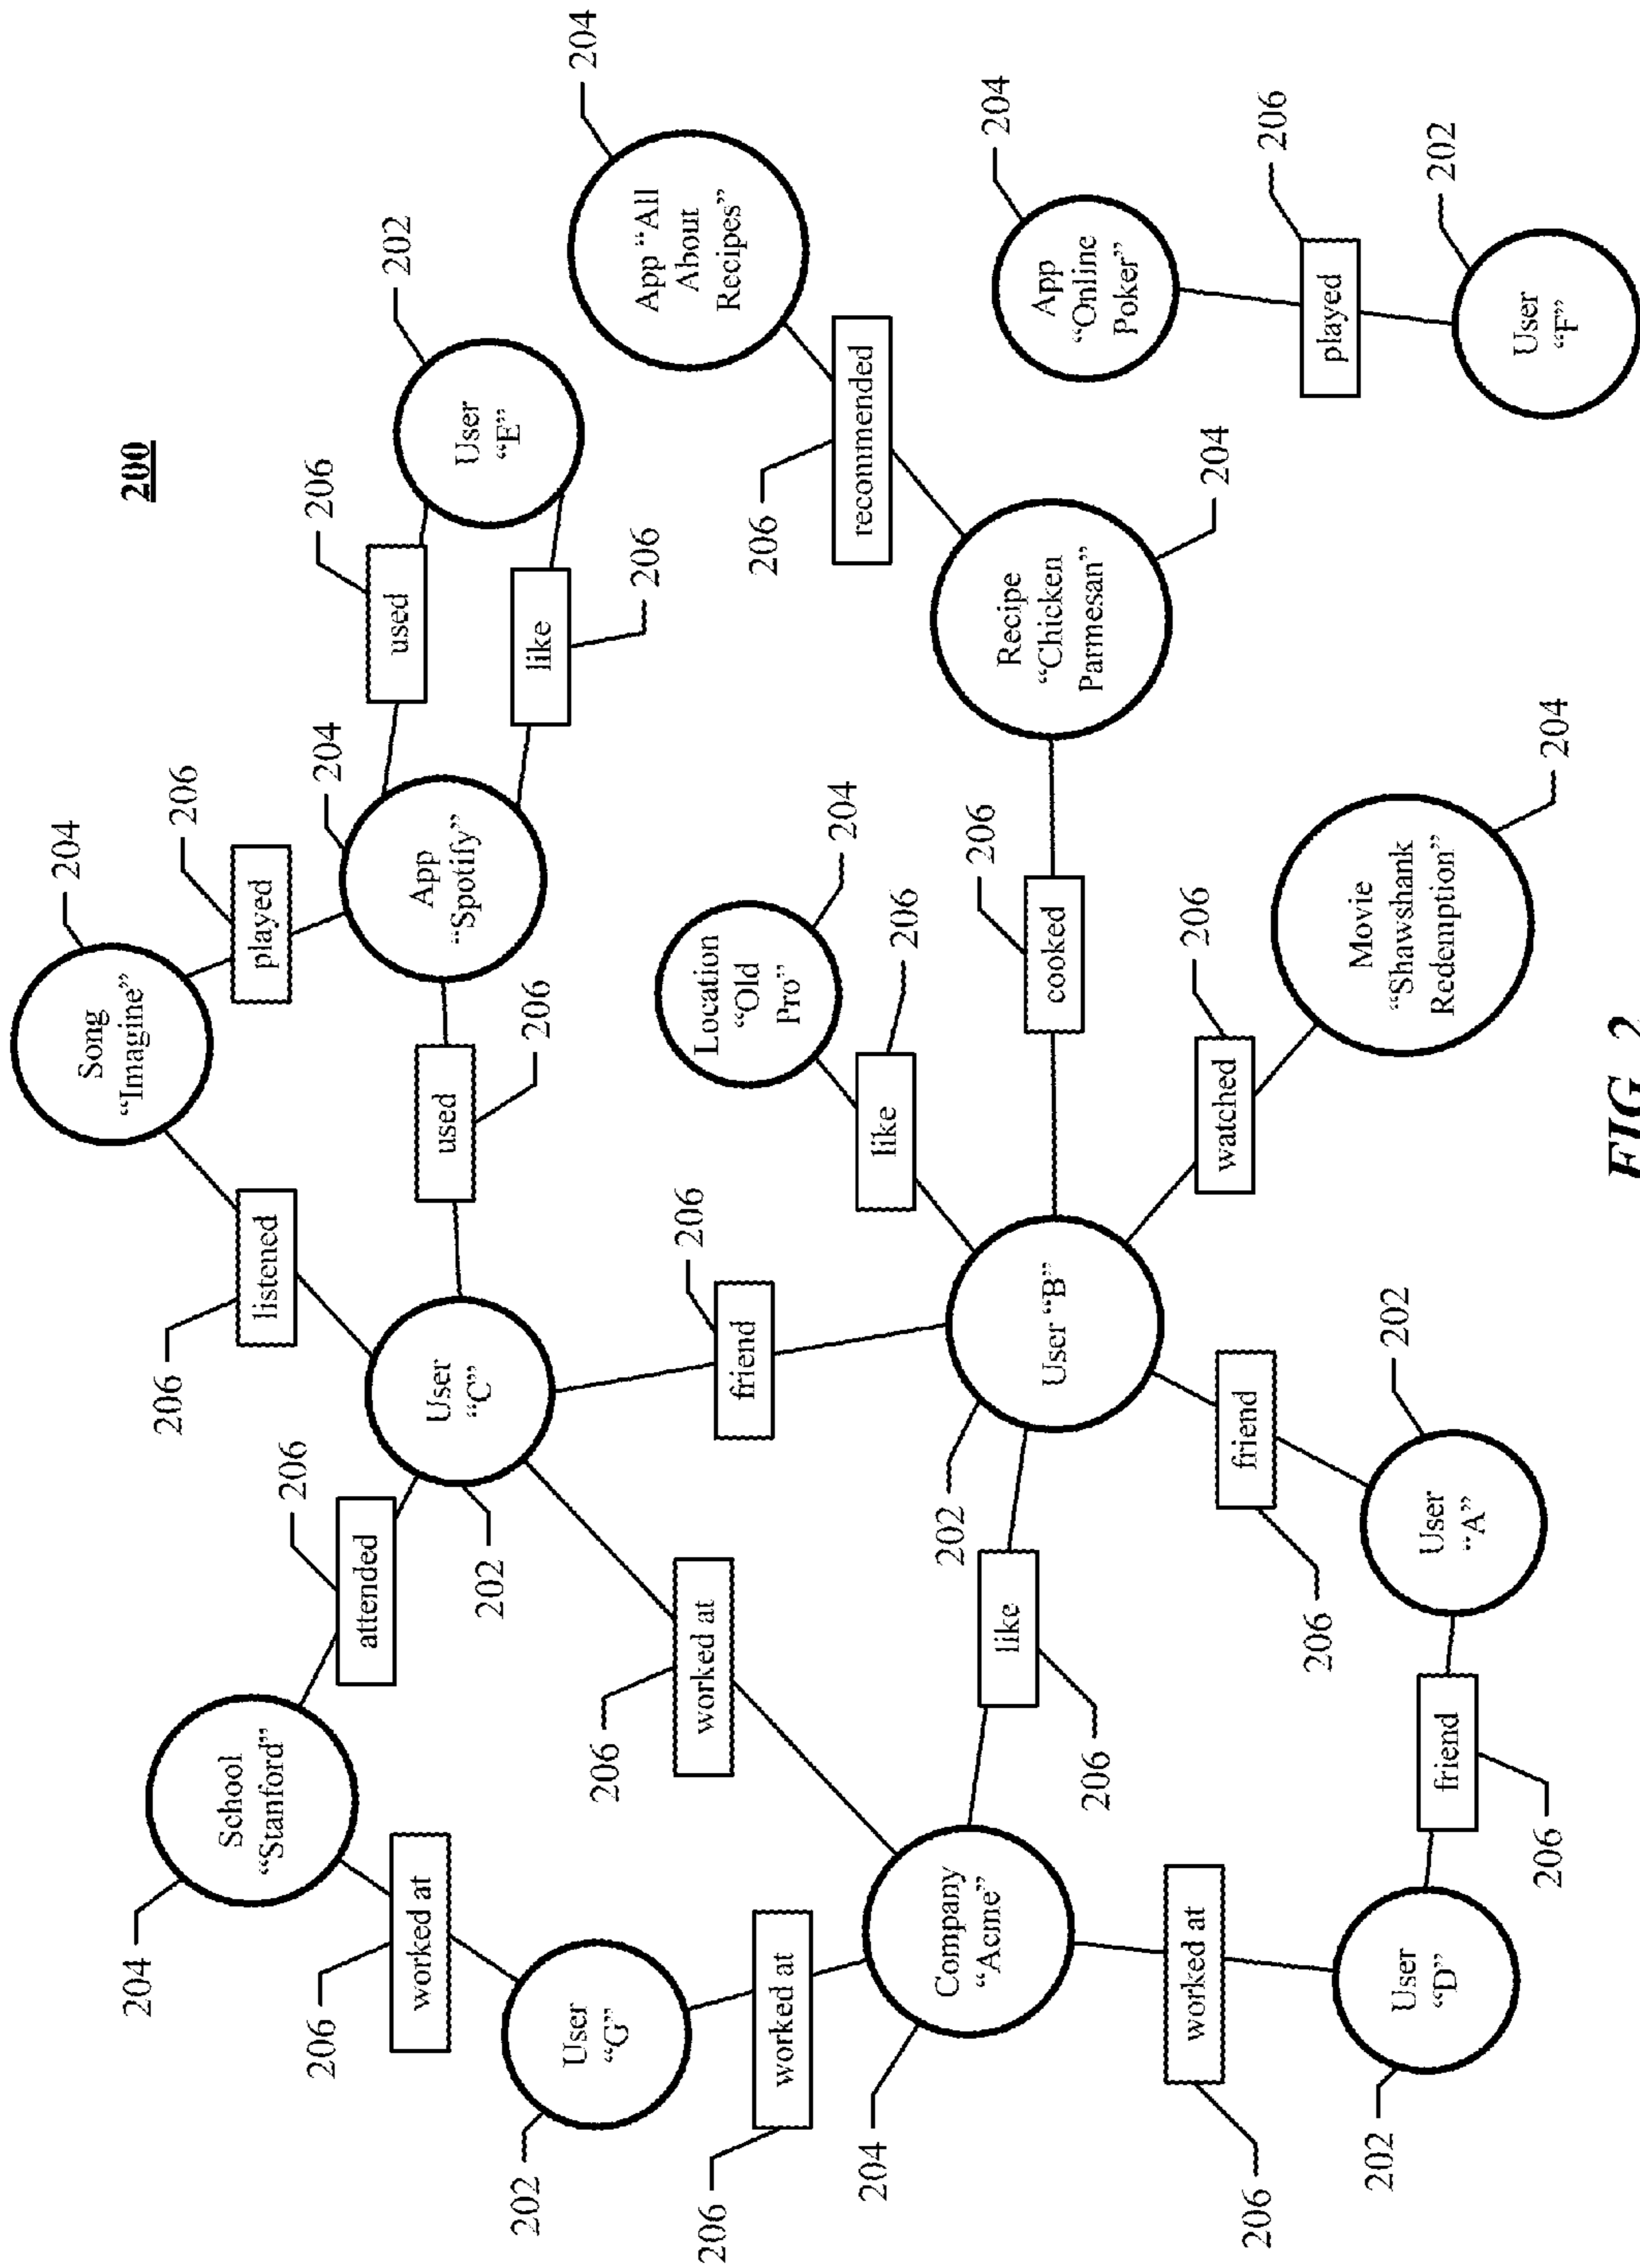 204
Song
“Imagine”
204
200
206
206
School
“Stanford”
listened
played
206
206
204
206
attended
used
202
worked at
User
“C”
used
App
“Spotify”
User
“E”
202
202
206
like
204
User
“G”
206
206
App “All
About
Recipes”
worked at
206
friend
Location
“Old
Pro”
206
206
worked at
204
recommended
204
like
206
Company
“Acme”
202
206
204
like
Recipe
“Chicken
Parmesan”
User “B”
cooked
App
“Online
Poker”
206
worked at
206
204
friend
watched
206
206
206
played
202
202
Movie
“Shawshank
Redemption”
User
“D”
friend
User
“A”
202
User
“F”
206
204
FIG. 2